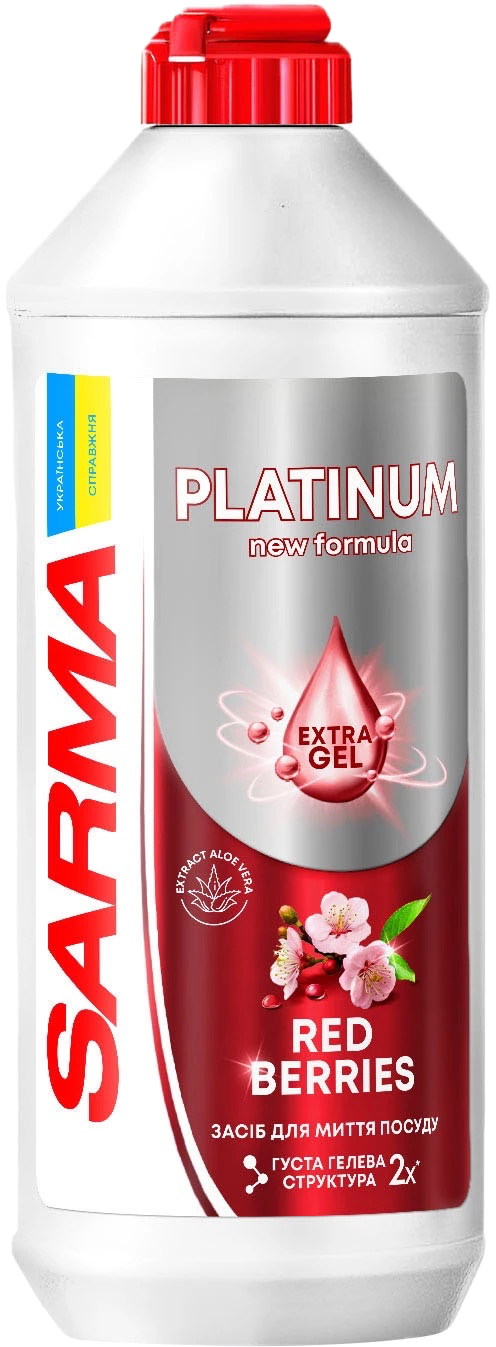 УКРАЇНСЬКА
СПРАВЖНЯ
SARMA
PLATINUM
new formula
EXTRA
GEL
EXTRACT ALOE VERA
RED
BERRIES
ЗАСІБ ДЛЯ МИТТЯ ПОСУДУ
ГУСТА ГЕЛЕВА
СТРУКТУРА 2x*